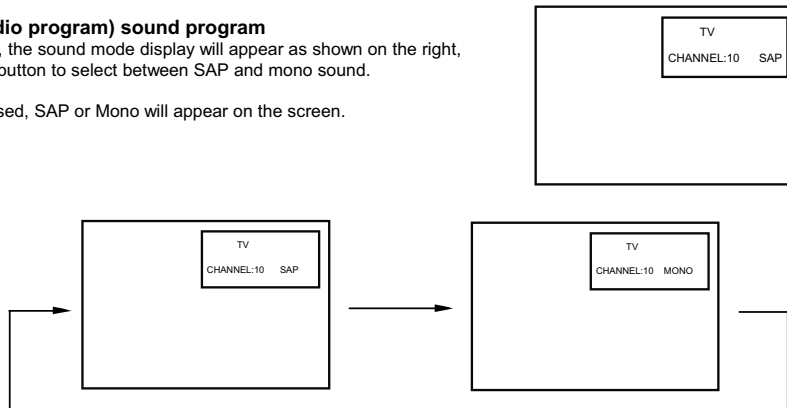 dio program) sound program
, the sound mode display will appear as shown on the right,
button to select between SAP and mono sound.
sed, SAP or Mono will appear on the screen.
TV
CHANNEL:10 SAP
TV
CHANNEL:10 SAP
TV
CHANNEL:10 MONO